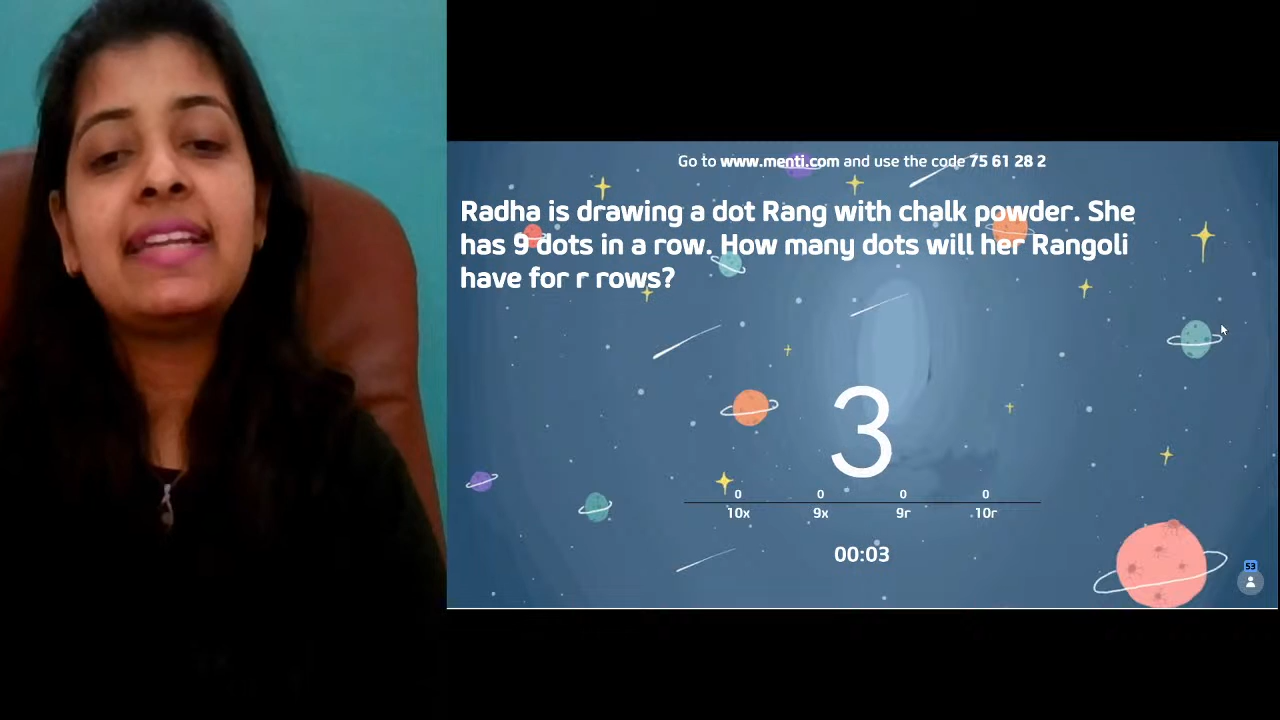 Go to www.menti.com and use the code 75 61 28 2
Radha is drawing a dot Rang with chalk powder. She
has 9 dots in a row. How many dots will her Rangoli
have for r rows?
3
0 0 0 0
10x 9x 9r 10r
00:03
53